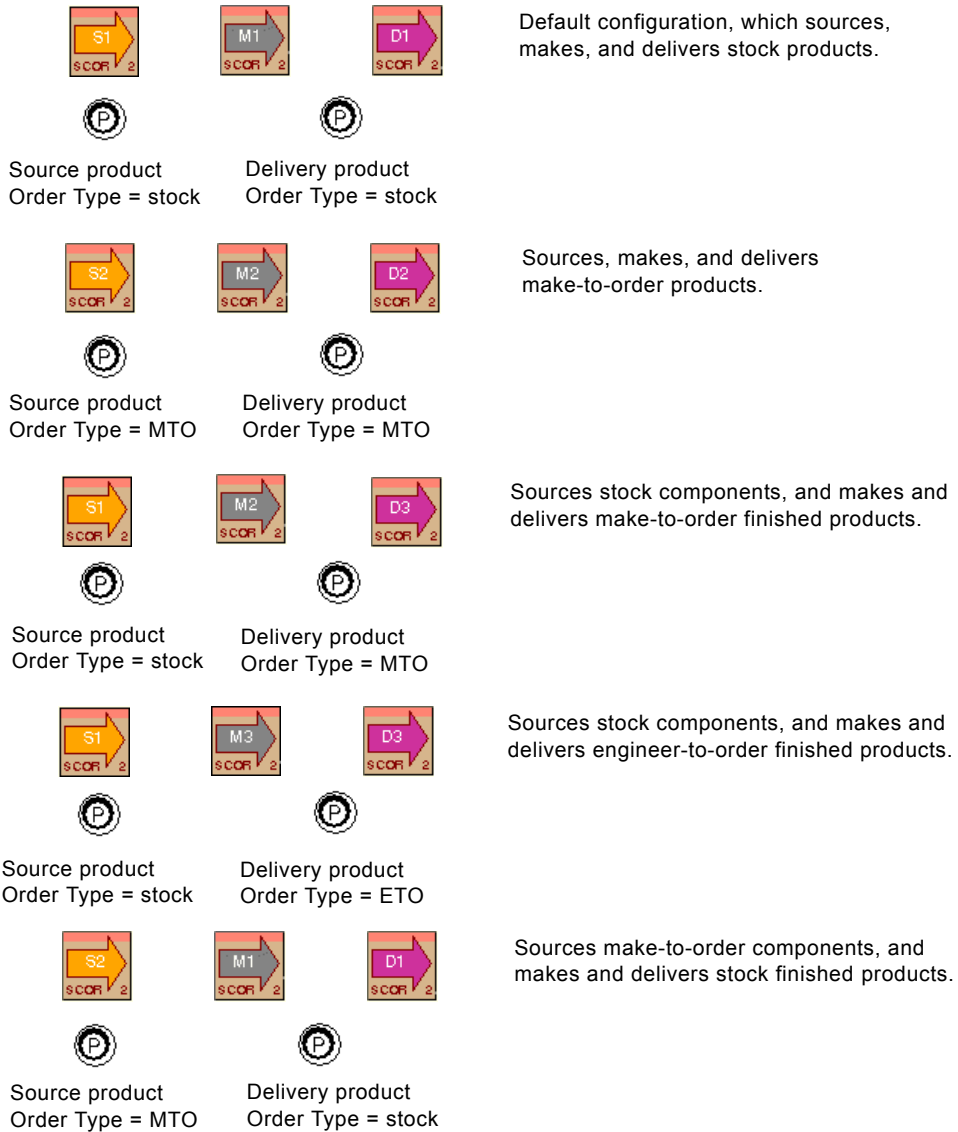 S1 M1 D1
SCOR 2 SCOR 2 SCOR 2
Default configuration, which sources,
makes, and delivers stock products.
P P
Source product Delivery product
Order Type = stock Order Type = stock
S2 M2 D2
SCOR 2 SCOR 2 SCOR 2
Sources, makes, and delivers
make-to-order products.
P P
Source product Delivery product
Order Type = MTO Order Type = MTO
S1 M2 D3
SCOR 2 SCOR 2 SCOR 2
Sources stock components, and makes and
delivers make-to-order finished products.
P P
Source product Delivery product
Order Type = stock Order Type = MTO
S1 M3 D3
SCOR 2 SCOR 2 SCOR 2
Sources stock components, and makes and
delivers engineer-to-order finished products.
P P
Source product Delivery product
Order Type = stock Order Type = ETO
S2 M1 D1
SCOR 2 SCOR 2 SCOR 2
Sources make-to-order components, and
makes and delivers stock finished products.
P P
Source product Delivery product
Order Type = MTO Order Type = stock